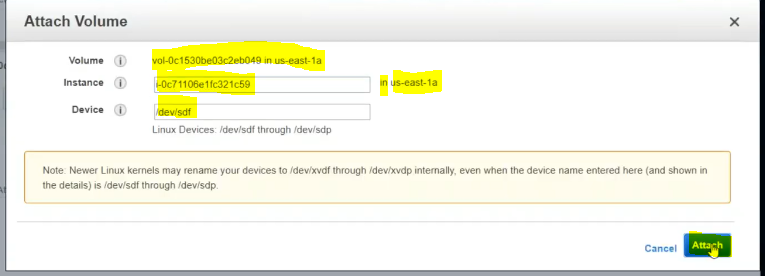 Attach Volume
Volume i vol-0c1530be03c2eb049 in us-east-1a
Instance i i-0c71106e1fc321c59 in us-east-1a
Device i /dev/sdf
Linux Devices: /dev/sdf through /dev/sdp
Note: Newer Linux kernels may rename your devices to /dev/xvdf through /dev/xvdp internally, even when the device name entered here (and shown in
the details) is /dev/sdf through /dev/sdp.
Cancel Attach